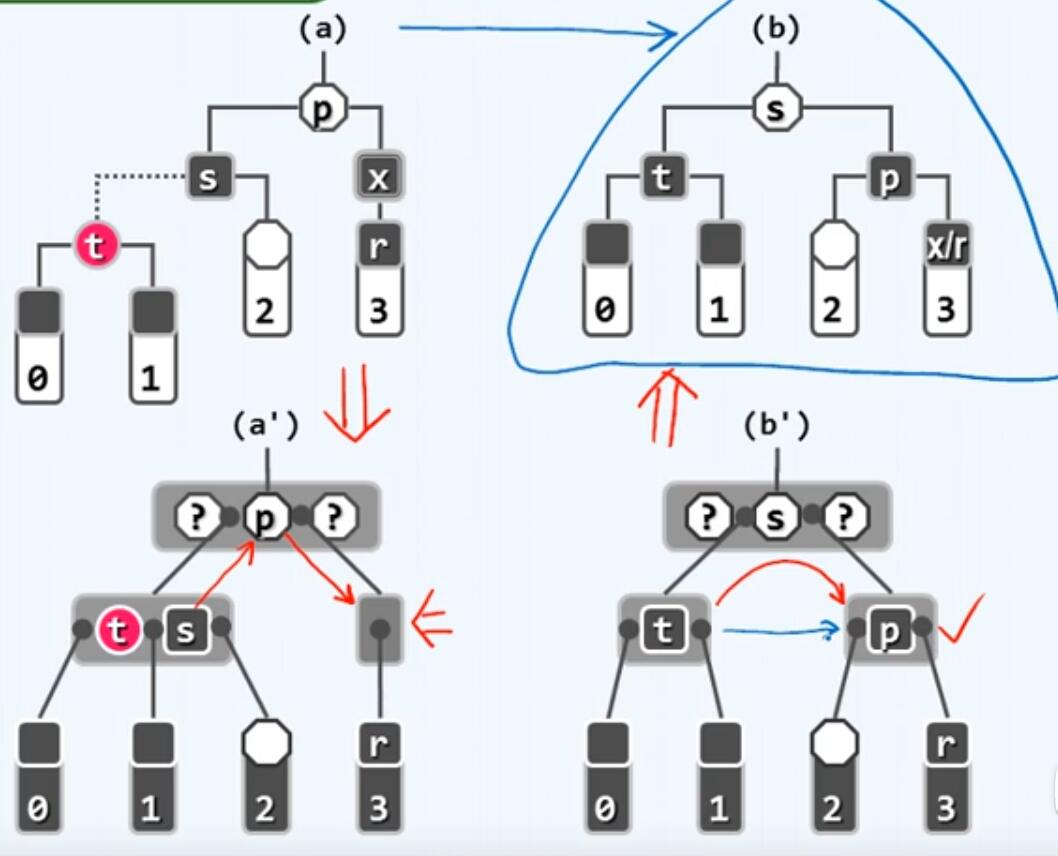 (a) (b)
p s
s x t p
t r x/r
2 3 0 1 2 3
0 1
(a') (b')
? p ? ? s ?
t s t p
r r
0 1 2 3 0 1 2 3